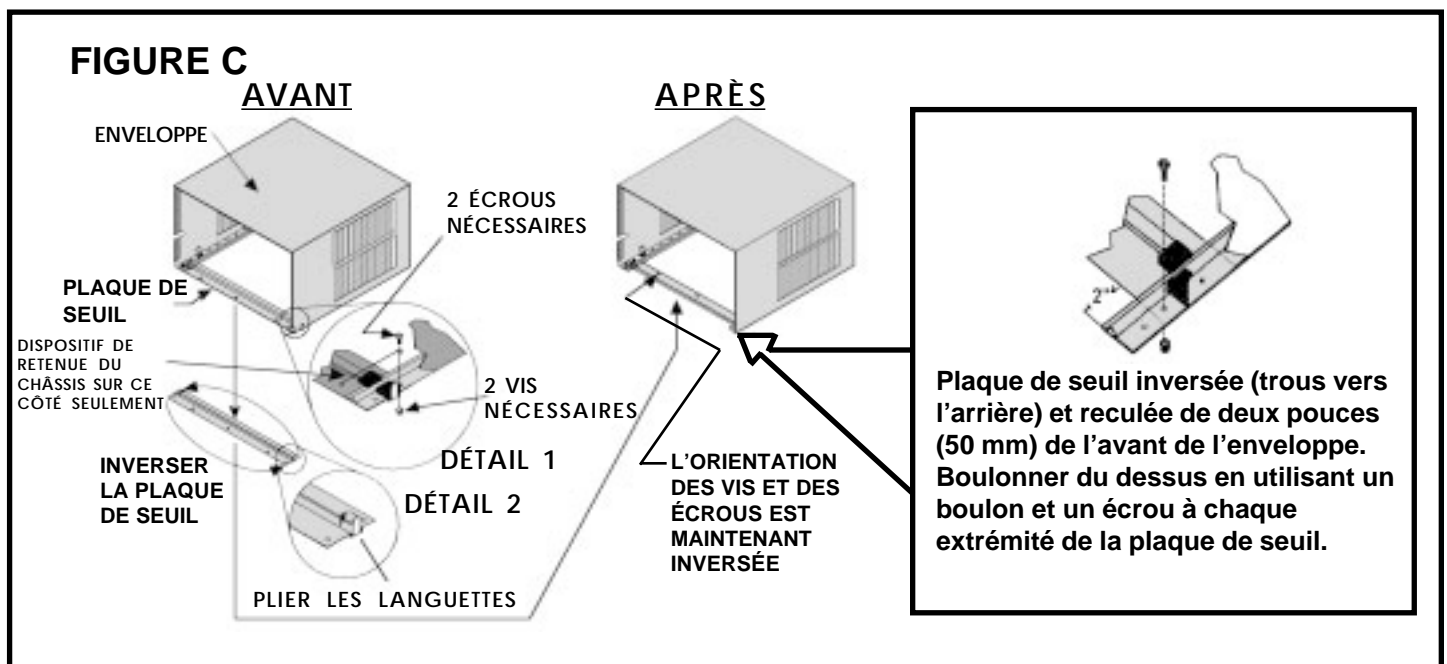 FIGURE C
AVANT
ENVELOPPE
2 ÉCROUS
NÉCESSAIRES
PLAQUE DE
SEUIL
DISPOSITIF DE
RETENUE DU
CHÂSSIS SUR CE
CÔTÉ SEULEMENT
2 VIS
NÉCESSAIRES
INVERSER
LA PLAQUE
DE SEUIL
DÉTAIL 1
DÉTAIL 2
PLIER LES LANGUETTES
APRÈS
L'ORIENTATION
DES VIS ET DES
ÉCROUS EST
MAINTENANT
INVERSÉE
2"
Plaque de seuil inversée (trous vers
l'arrière) et reculée de deux pouces
(50 mm) de l'avant de l'enveloppe.
Boulonner du dessus en utilisant un
boulon et un écrou à chaque
extrémité de la plaque de seuil.